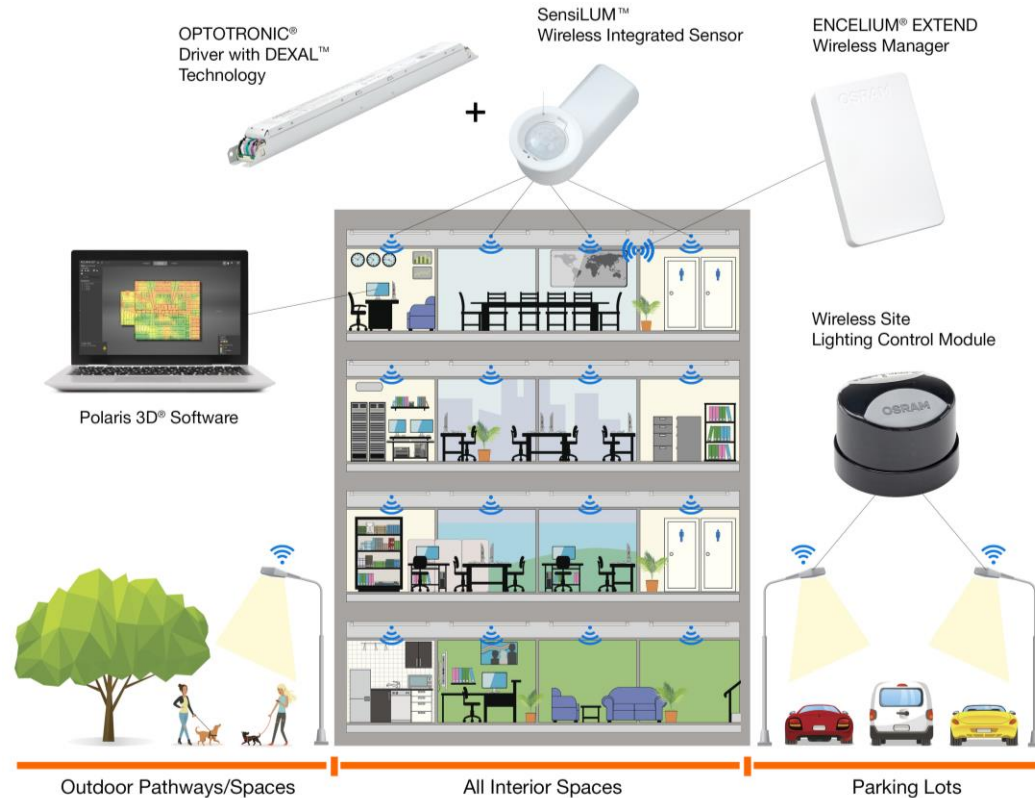 OPTOTRONIC®
Driver with DEXAL™
Technology
SensiLUM™
Wireless Integrated Sensor
ENCELIUM® EXTEND
Wireless Manager
OSRAM
+
Polaris 3D® Software
Wireless Site
Lighting Control Module
OSRAM
Outdoor Pathways/Spaces
All Interior Spaces
Parking Lots